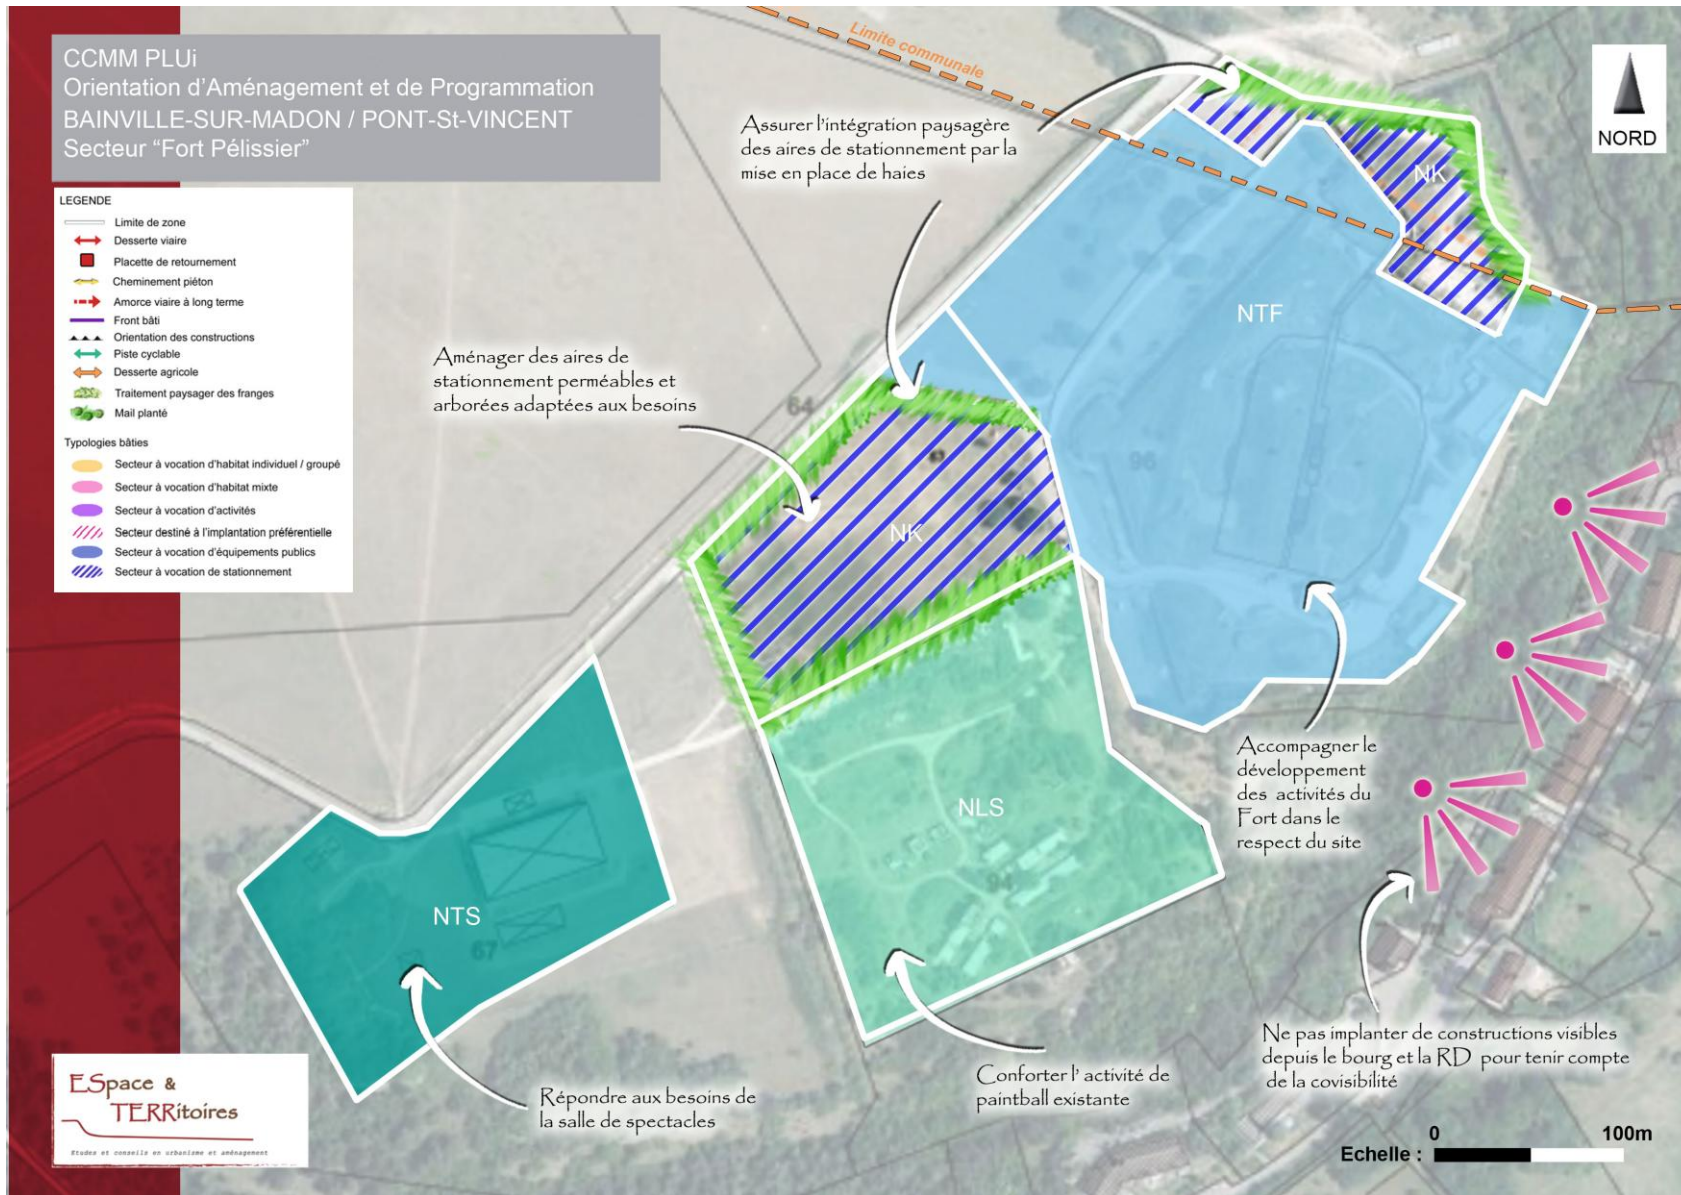 CCMM PLUi
Orientation d'Aménagement et de Programmation
BAINVILLE-SUR-MADON / PONT-St-VINCENT
Secteur "Fort Pélissier"
LEGENDE
Limite de zone
Desserte viaire
Placette de retournement
Cheminement piéton
Amorce viaire à long terme
Front bâti
Orientation des constructions
Piste cyclable
Desserte agricole
Traitement paysager des franges
Mail planté
Typologies bâties
Secteur à vocation d'habitat individuel / groupé
Secteur à vocation d'habitat mixte
Secteur à vocation d'activités
Secteur destiné à l'implantation préférentielle
Secteur à vocation d'équipements publics
Secteur à vocation de stationnement
Limite communale
NORD
Assurer l'intégration paysagère
des aires de stationnement par la
mise en place de haies
NK
NTF
Aménager des aires de
stationnement perméables et
arborées adaptées aux besoins
64
96
NK
NLS
94
NTS
67
Accompagner le
développement
des activités du
Fort dans le
respect du site
Ne pas implanter de constructions visibles
depuis le bourg et la RD pour tenir compte
de la covisibilité
Conforter l' activité de
paintball existante
Répondre aux besoins de
la salle de spectacles
ESpace &
TERRitoires
Etudes et conseils en urbanisme et aménagement
0 100m
Echelle :